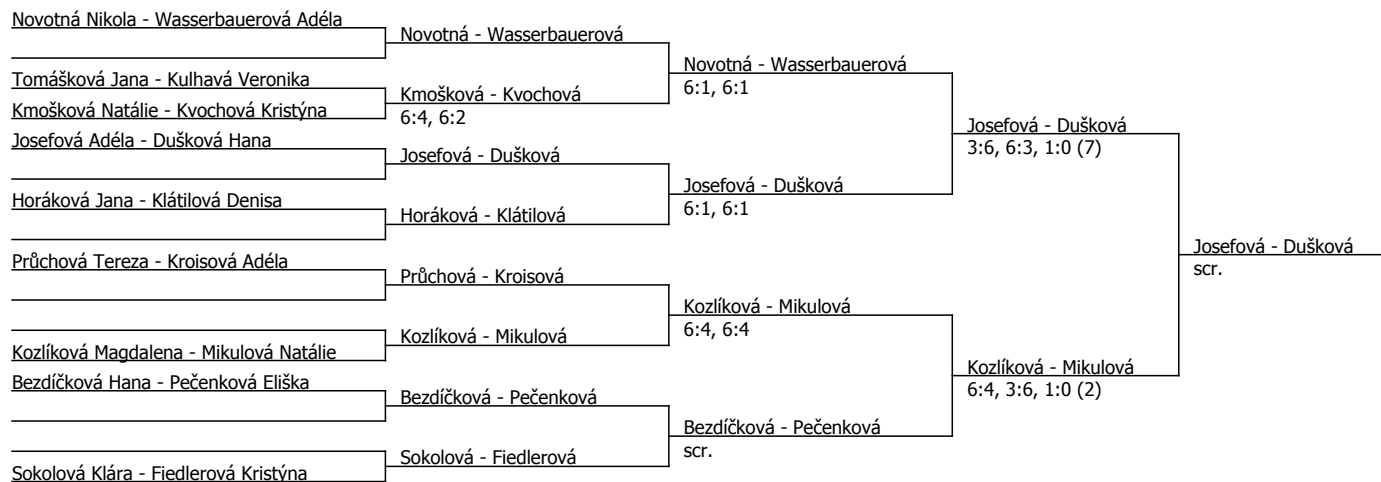 Novotná Nikola - Wasserbauerová Adéla
Novotná - Wasserbauerová
Novotná - Wasserbauerová
6:1, 6:1
Tomášková Jana - Kulhavá Veronika
Kmošková - Kvochová
6:4, 6:2
Kmošková Natálie - Kvochová Kristýna
Josefová - Dušková
3:6, 6:3, 1:0 (7)
Josefová Adéla - Dušková Hana
Josefová - Dušková
Josefová - Dušková
6:1, 6:1
Horáková Jana - Klátilová Denisa
Horáková - Klátilová
Josefová - Dušková
scr.
Průchová Tereza - Kroisová Adéla
Průchová - Kroisová
Kozlíková - Mikulová
6:4, 6:4
Kozlíková - Mikulová
Kozlíková Magdalena - Mikulová Natálie
Kozlíková - Mikulová
6:4, 3:6, 1:0 (2)
Bezdíčková Hana - Pečenková Eliška
Bezdíčková - Pečenková
Bezdíčková - Pečenková
scr.
Sokolová - Fiedlerová
Sokolová Klára - Fiedlerová Kristýna